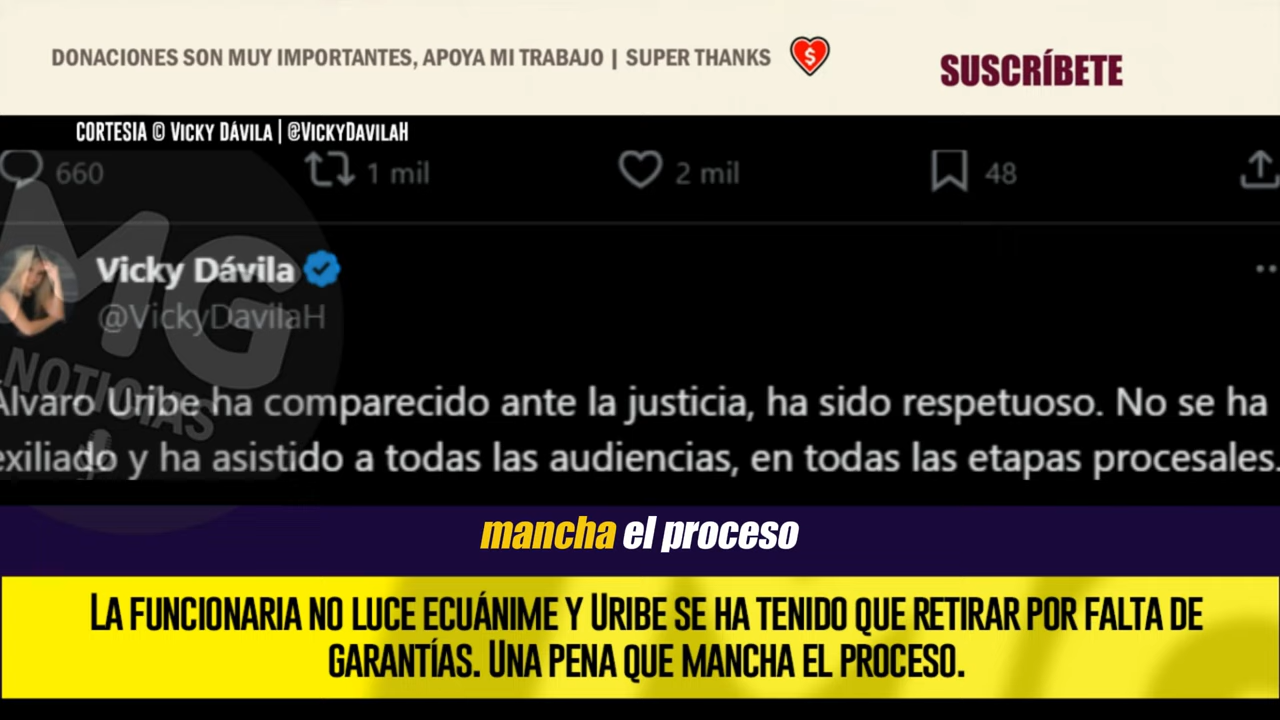 DONACIONES SON MUY IMPORTANTES, APOYA MI TRABAJO | SUPER THANKS
SUSCRÍBETE
CORTESIA © VICKY DÁVILA | @VICKYDAVILAH
660 1 mil 2 mil 48
Vicky Dávila
@VickyDavilaH
MG
NOTICIAS
Álvaro Uribe ha comparecido ante la justicia, ha sido respetuoso. No se ha
exiliado y ha asistido a todas las audiencias, en todas las etapas procesales.
mancha el proceso
LA FUNCIONARIA NO LUCE ECUÁNIME Y URIBE SE HA TENIDO QUE RETIRAR POR FALTA DE
GARANTÍAS. UNA PENA QUE MANCHA EL PROCESO.